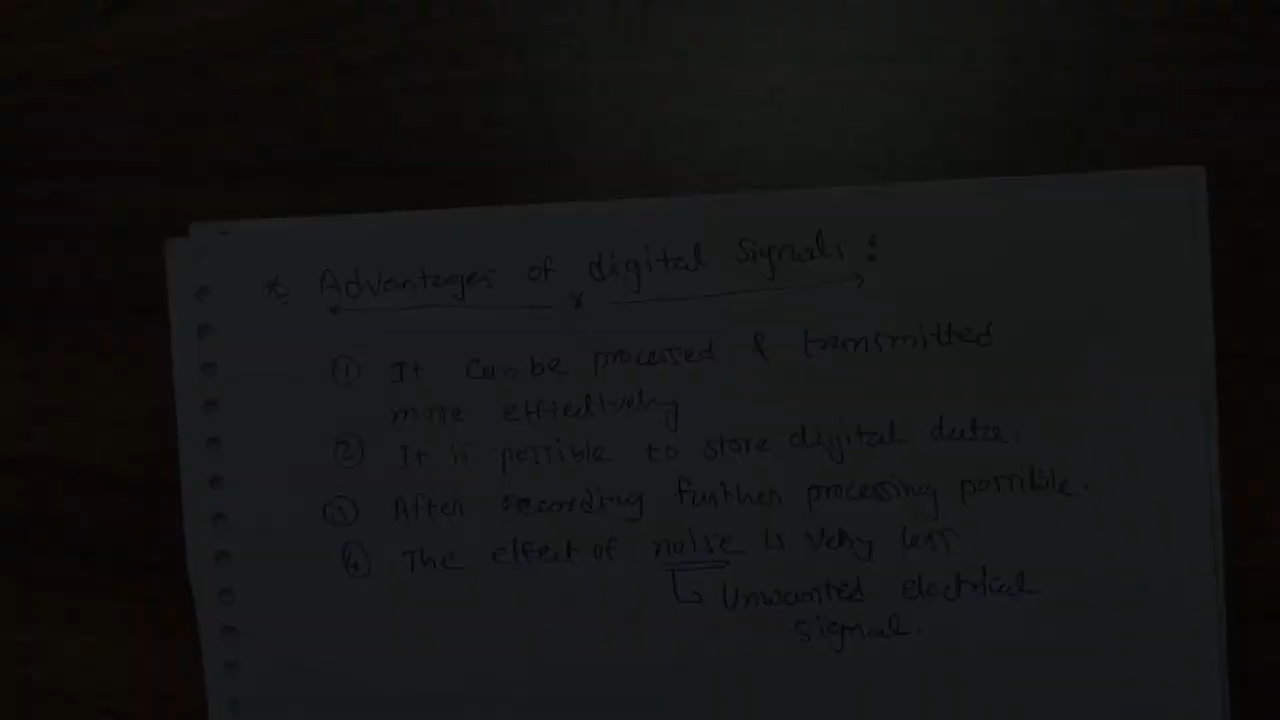 * Advantages of digital signals :
① It can be processed & transmitted
more effectively
② It is possible to store digital data.
③ After recording further processing possible.
④ The effect of noise is very less
↳ Unwanted electrical
signal.